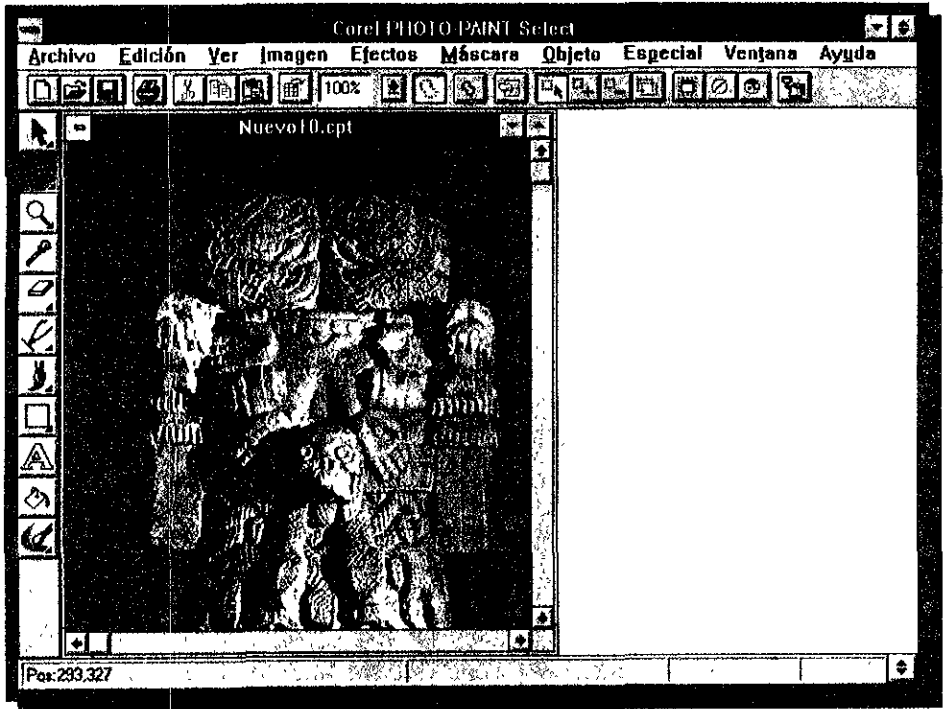 Corel PHOTO-PAINT Select
Archivo Edición Ver Imagen Efectos Máscara Objeto Especial Ventana Ayuda
100%
Nuevo10.cpt
A
Pos:293,327